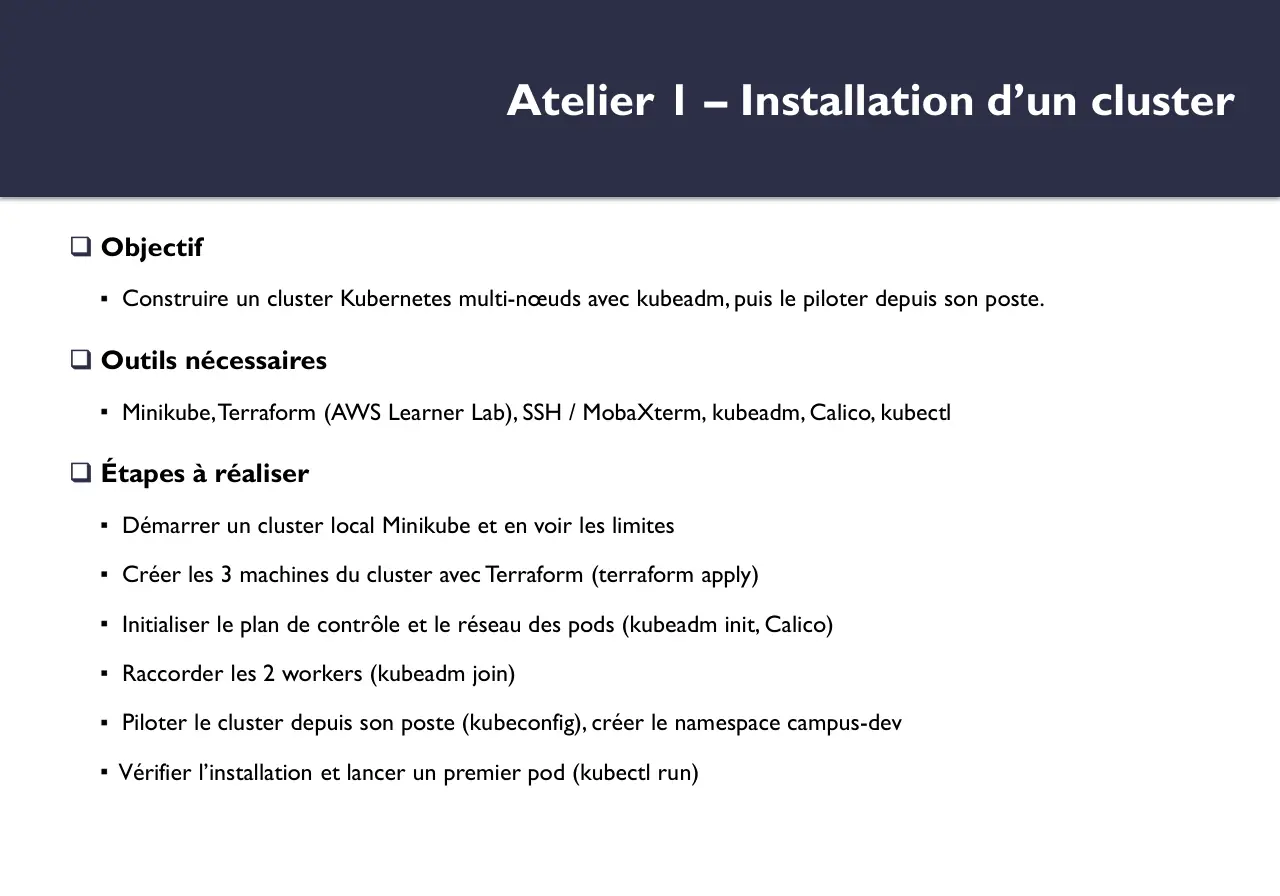 Atelier 1 – Installation d’un cluster
Objectif
Construire un cluster Kubernetes multi-nœuds avec kubeadm, puis le piloter depuis son poste.
Outils nécessaires
Minikube, Terraform (AWS Learner Lab), SSH / MobaXterm, kubeadm, Calico, kubectl
Étapes à réaliser
Démarrer un cluster local Minikube et en voir les limites
Créer les 3 machines du cluster avec Terraform (terraform apply)
Initialiser le plan de contrôle et le réseau des pods (kubeadm init, Calico)
Raccorder les 2 workers (kubeadm join)
Piloter le cluster depuis son poste (kubeconfig), créer le namespace campus-dev
Vérifier l’installation et lancer un premier pod (kubectl run)